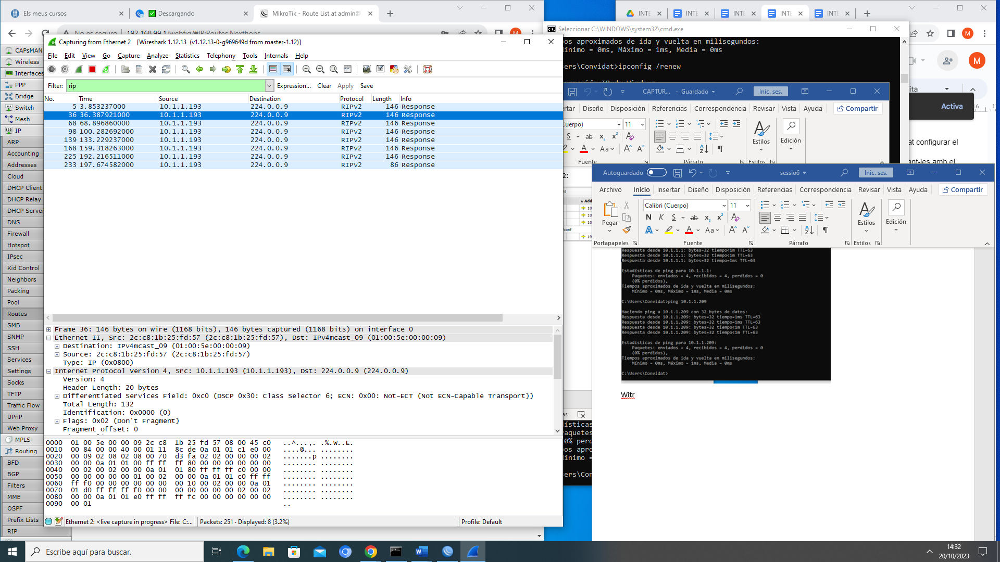 Els meus cursos
Descargando
MikroTik - Route List at admin@
INTE
INTE
INTE
INTE
INTE
No es seguro
192.168.99.1/webfig/#IP:Routes.Nexthops
M
Seleccionar C:\WINDOWS\system32\cmd.exe
Capturing from Ethernet 2 [Wireshark 1.12.13 (v1.12.13-0-g969649d from master-1.12)]
File Edit View Go Capture Analyze Statistics Telephony Tools Internals Help
Filter: rip
Expression... Clear Apply Save
No. Time Source Destination Protocol Length Info
5 3.853237000 10.1.1.193 224.0.0.9 RIPv2 146 Response
36 36.387921000 10.1.1.193 224.0.0.9 RIPv2 146 Response
68 68.896860000 10.1.1.193 224.0.0.9 RIPv2 146 Response
98 100.282692000 10.1.1.193 224.0.0.9 RIPv2 146 Response
139 133.229237000 10.1.1.193 224.0.0.9 RIPv2 146 Response
168 159.318263000 10.1.1.193 224.0.0.9 RIPv2 146 Response
225 192.216511000 10.1.1.193 224.0.0.9 RIPv2 146 Response
233 197.674582000 10.1.1.193 224.0.0.9 RIPv2 86 Response
Frame 36: 146 bytes on wire (1168 bits), 146 bytes captured (1168 bits) on interface 0
Ethernet II, Src: 2c:c8:1b:25:fd:57 (2c:c8:1b:25:fd:57), Dst: IPv4mcast_09 (01:00:5e:00:00:09)
Destination: IPv4mcast_09 (01:00:5e:00:00:09)
Source: 2c:c8:1b:25:fd:57 (2c:c8:1b:25:fd:57)
Type: IP (0x0800)
Internet Protocol Version 4, Src: 10.1.1.193 (10.1.1.193), Dst: 224.0.0.9 (224.0.0.9)
Version: 4
Header Length: 20 bytes
Differentiated Services Field: 0xc0 (DSCP 0x30: Class Selector 6; ECN: 0x00: Not-ECT (Not ECN-Capable Transport))
Total Length: 132
Identification: 0x0000 (0)
Flags: 0x02 (Don't Fragment)
Fragment offset: 0
0000 01 00 5e 00 00 09 2c c8 1b 25 fd 57 08 00 45 c0 ..^...,. .%.W..E.
0010 00 84 00 00 40 00 01 11 8c de 0a 01 01 c1 e0 00 ....@... ........
0020 00 09 02 08 02 08 00 70 d3 fa 02 02 00 00 00 02 .......p ........
0030 00 00 0a 01 01 00 ff ff ff 80 00 00 00 00 00 00 ........ ........
0040 00 02 00 02 00 00 0a 01 01 80 ff ff ff c0 00 00 ........ ........
0050 00 00 00 00 00 01 00 02 00 00 0a 01 01 c0 ff ff ........ ........
0060 ff f0 00 00 00 00 00 00 00 10 00 02 00 00 0a 01 ........ ........
0070 01 d0 ff ff ff f0 00 00 00 00 00 00 00 02 00 02 ........ ........
0080 00 00 0a 01 01 e0 ff ff ff fc 00 00 00 00 00 00 ........ ........
0090 00 01 ..
Ethernet 2: <live capture in progress> File: C:... Packets: 251 · Displayed: 8 (3.2%) Profile: Default
CAPsMAN
Wireless
Interfaces
PPP
Bridge
Switch
Mesh
IP
ARP
Accounting
Addresses
Cloud
DHCP Client
DHCP Relay
DHCP Server
DNS
Firewall
Hotspot
IPsec
Kid Control
Neighbors
Packing
Pool
Routes
SMB
SNMP
SSH
Services
Settings
Socks
TFTP
Traffic Flow
UPnP
Web Proxy
MPLS
Routing
BFD
BGP
Filters
MME
OSPF
Prefix Lists
RIP
pos aproximados de ida y vuelta en milisegundos:
ínimo = 0ms, Máximo = 1ms, Media = 0ms
sers\Convidat>ipconfig /renew
M
M
ita
Activa
16
17
at configurar el
ant-les amb el
CAPTUR... - Guardado
Inic. ses.
ertar Diseño Disposición Referencias Correspondencia Revisar Vista Ayuda Compartir
Cuerpo) 11
S ab x₂ x²
A Aa A A
Estilos
Edición
Fuente Párrafo Estilos
2:
Add
10
10
10
conf
19
as
ísticas
aquetes
0% perd
os apro
ínimo =
ers\Con
Autoguardado
sessio6
Inic. ses.
Archivo Inicio Insertar Diseño Disposición Referencias Correspondencia Revisar Vista Ayuda Compartir
Pegar
Calibri (Cuerpo) 11
N K S ab x₂ x²
A A Aa A A
Estilos
Edición
Portapapeles Fuente Párrafo Estilos
Respuesta desde 10.1.1.1: bytes=32 tiempo<1m TTL=63
Respuesta desde 10.1.1.1: bytes=32 tiempo<1m TTL=63
Respuesta desde 10.1.1.1: bytes=32 tiempo=1ms TTL=63
Estadísticas de ping para 10.1.1.1:
Paquetes: enviados = 4, recibidos = 4, perdidos = 0
(0% perdidos),
Tiempos aproximados de ida y vuelta en milisegundos:
Mínimo = 0ms, Máximo = 1ms, Media = 0ms
C:\Users\Convidat>ping 10.1.1.209
Haciendo ping a 10.1.1.209 con 32 bytes de datos:
Respuesta desde 10.1.1.209: bytes=32 tiempo=1ms TTL=63
Respuesta desde 10.1.1.209: bytes=32 tiempo=1ms TTL=63
Respuesta desde 10.1.1.209: bytes=32 tiempo<1m TTL=63
Respuesta desde 10.1.1.209: bytes=32 tiempo<1m TTL=63
Estadísticas de ping para 10.1.1.209:
Paquetes: enviados = 4, recibidos = 4, perdidos = 0
(0% perdidos),
Tiempos aproximados de ida y vuelta en milisegundos:
Mínimo = 0ms, Máximo = 1ms, Media = 0ms
C:\Users\Convidat>
Witr
Escribe aquí para buscar.
14:32
20/10/2023